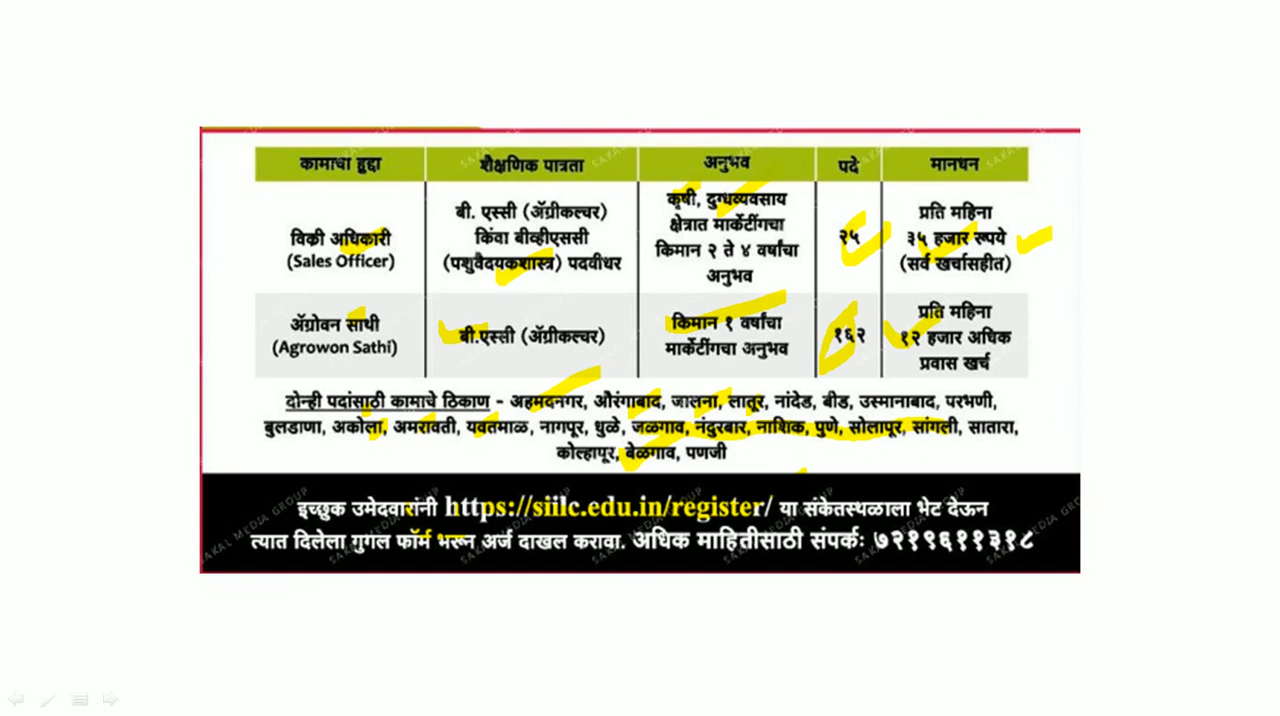 कामाचा हुद्दा शैक्षणिक पात्रता अनुभव पदे मानधन
विक्री अधिकारी
(Sales Officer)
बी. एस्सी (ॲग्रीकल्चर)
किंवा बीव्हीएससी
(पशुवैदयकशास्त्र) पदवीधर
कृषी, दुग्धव्यवसाय
क्षेत्रात मार्केटींगचा
किमान २ ते ४ वर्षांचा
अनुभव
२५
प्रति महिना
३५ हजार रूपये
(सर्व खर्चासहीत)
ॲग्रोवन साथी
(Agrowon Sathi)
बी.एस्सी (ॲग्रीकल्चर)
किमान १ वर्षांचा
मार्केटींगचा अनुभव
१६२
प्रति महिना
१२ हजार अधिक
प्रवास खर्च
दोन्ही पदांसाठी कामाचे ठिकाण - अहमदनगर, औरंगाबाद, जालना, लातूर, नांदेड, बीड, उस्मानाबाद, परभणी,
बुलडाणा, अकोला, अमरावती, यवतमाळ, नागपूर, धुळे, जळगाव, नंदुरबार, नाशिक, पुणे, सोलापूर, सांगली, सातारा,
कोल्हापूर, बेळगाव, पणजी
इच्छुक उमेदवारांनी https://siilc.edu.in/register/ या संकेतस्थळाला भेट देऊन
त्यात दिलेला गुगल फॉर्म भरून अर्ज दाखल करावा. अधिक माहितीसाठी संपर्कः ७२१९६११३१८